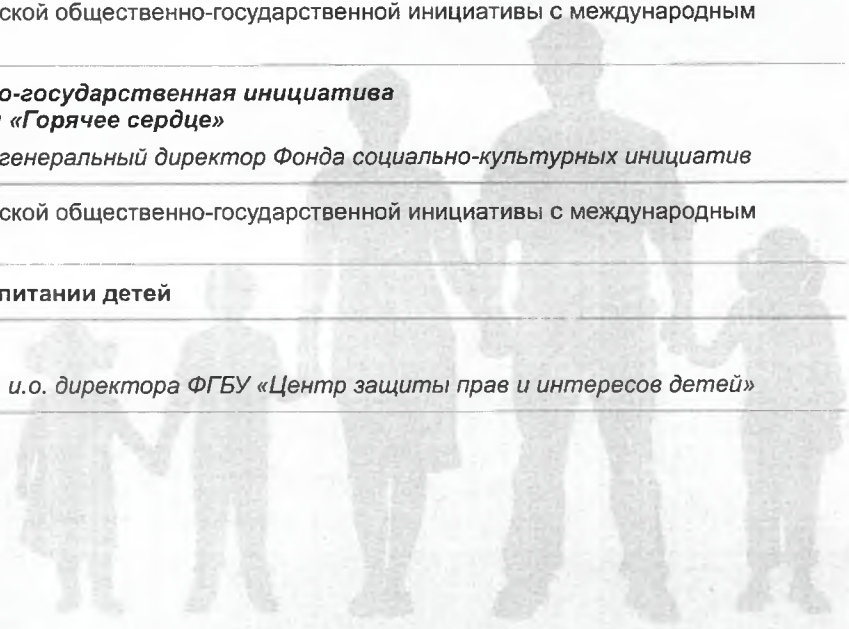 ской общественно-государственной инициативы с международным
о-государственная инициатива
«Горячее сердце»
генеральный директор Фонда социально-культурных инициатив
ской общественно-государственной инициативы с международным
питании детей
и.о. директора ФГБУ «Центр защиты прав и интересов детей»